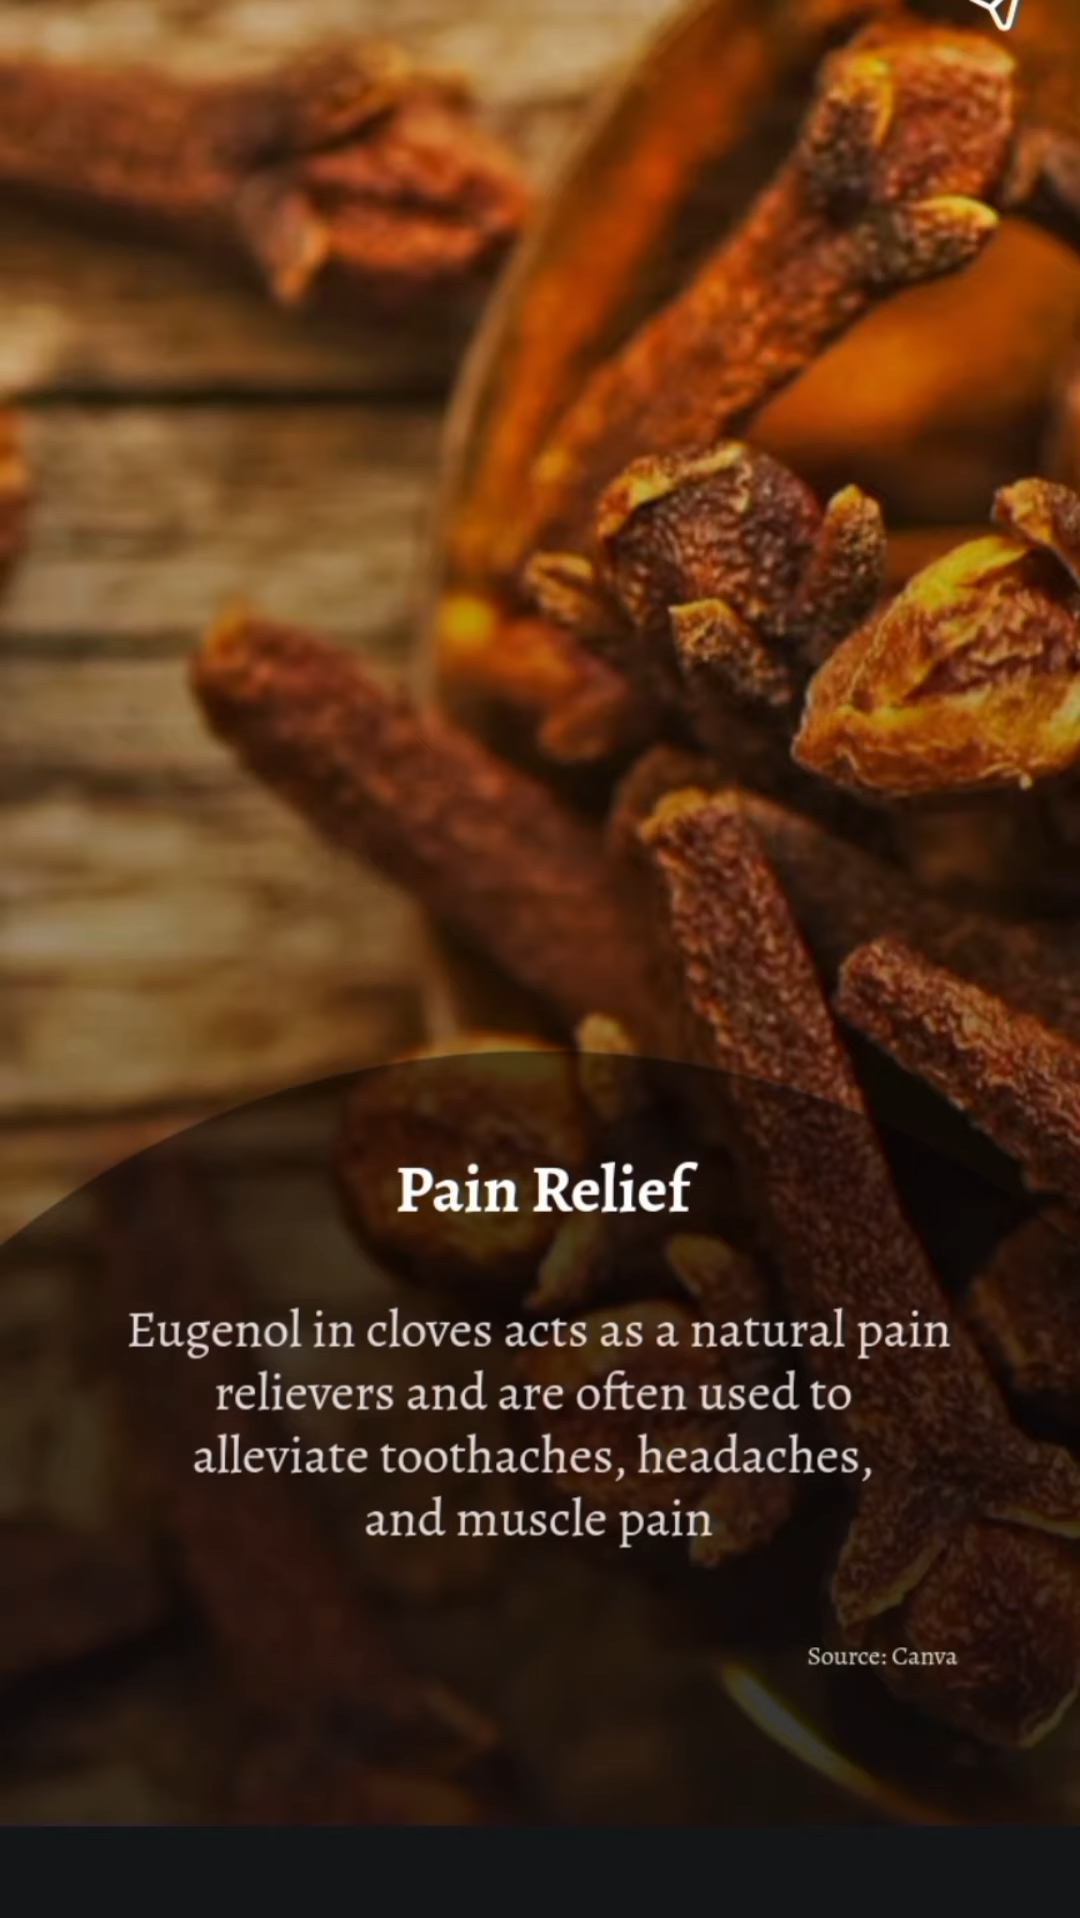 Pain Relief
Eugenol in cloves acts as a natural pain
relievers and are often used to
alleviate toothaches, headaches,
and muscle pain
Source: Canva